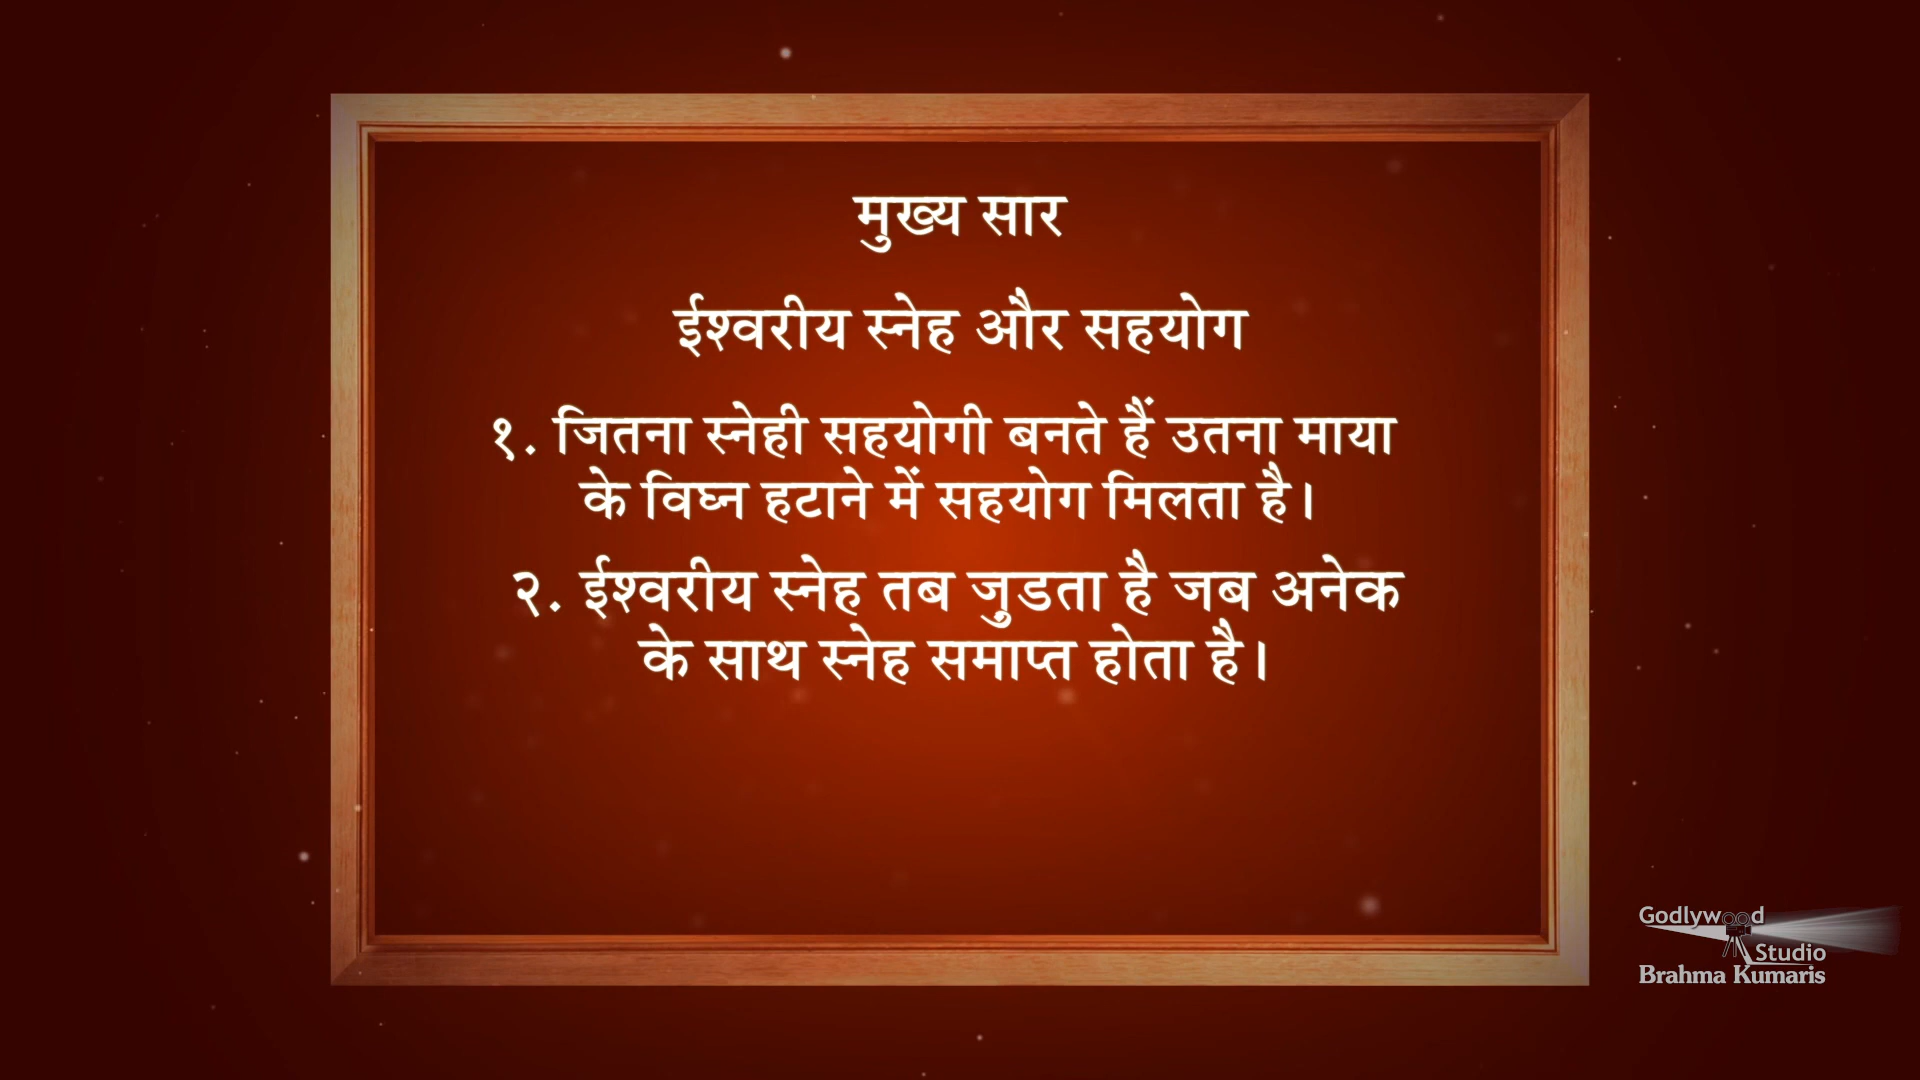 मुख्य सार
ईश्वरीय स्नेह और सहयोग
१. जितना स्नेही सहयोगी बनते हैं उतना माया
के विघ्न हटाने में सहयोग मिलता है।
२. ईश्वरीय स्नेह तब जुडता है जब अनेक
के साथ स्नेह समाप्त होता है।
Godlywood
Studio
Brahma Kumaris